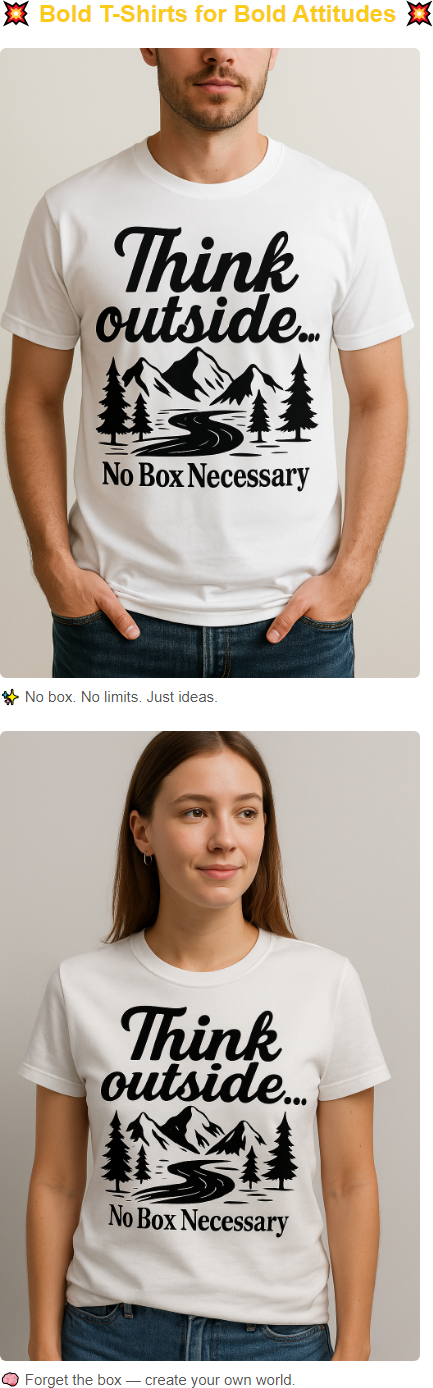 💥 Bold T-Shirts for Bold Attitudes 💥
Think
outside...
No Box Necessary
✨ No box. No limits. Just ideas.
Think
outside...
No Box Necessary
🧠 Forget the box — create your own world.